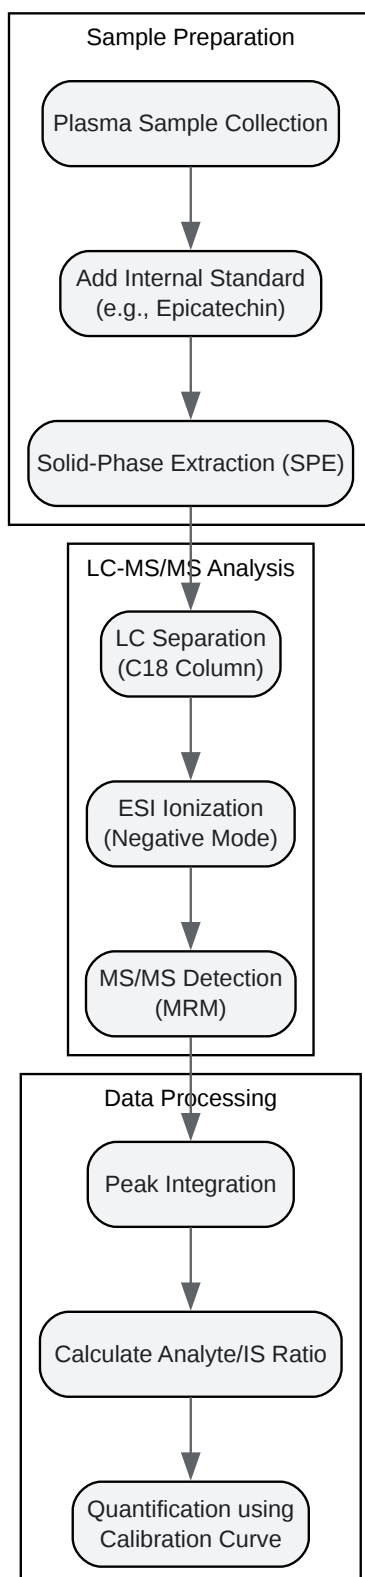 Sample Preparation
Plasma Sample Collection
Add Internal Standard
(e.g., Epicatechin)
Solid-Phase Extraction (SPE)
LC-MS/MS Analysis
LC Separation
(C18 Column)
ESI Ionization
(Negative Mode)
MS/MS Detection
(MRM)
Data Processing
Peak Integration
Calculate Analyte/IS Ratio
Quantification using
Calibration Curve